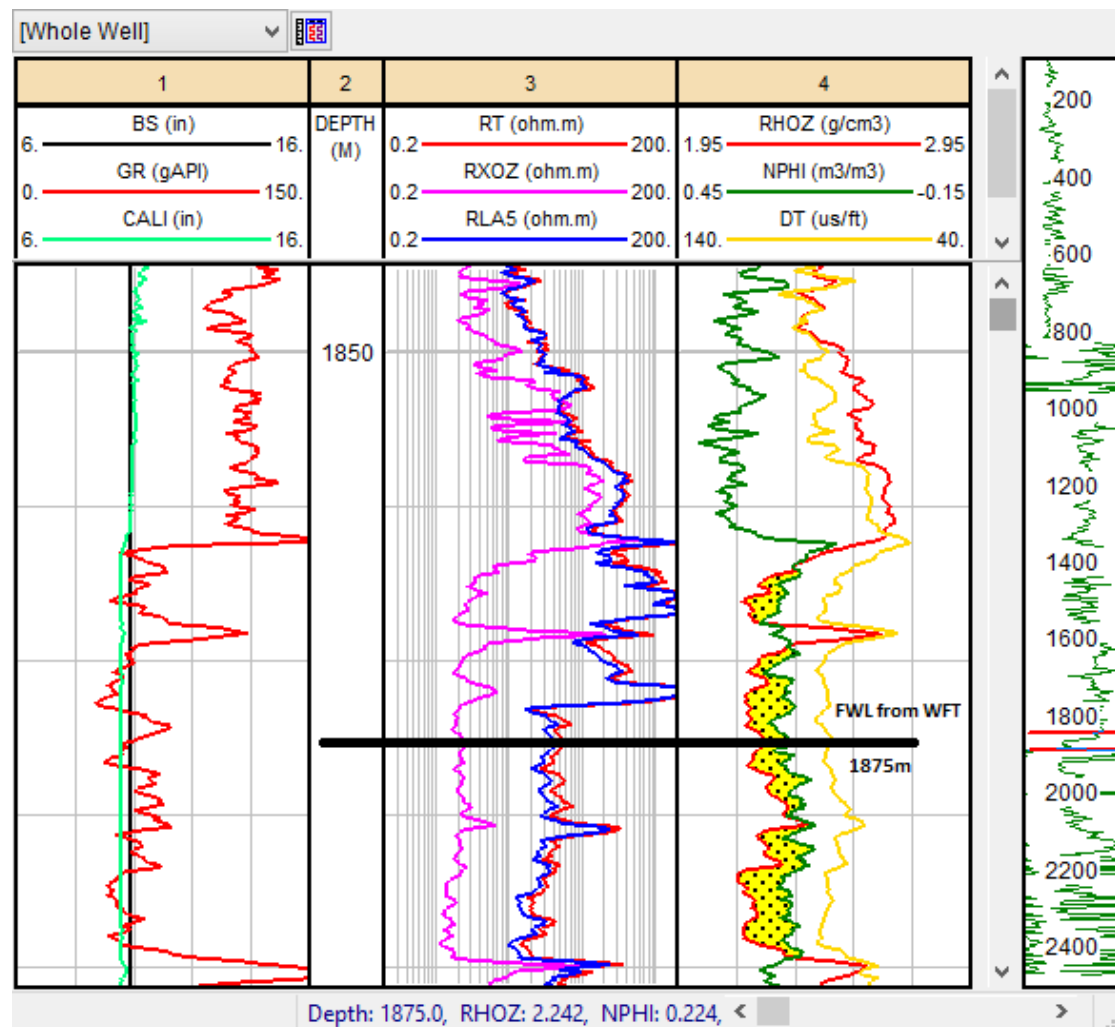 [Whole Well]
1 2 3 4
BS (in)
6. 16.
GR (gAPI)
0. 150.
CALI (in)
6. 16.
DEPTH
(M)
RT (ohm.m)
0.2 200.
RXOZ (ohm.m)
0.2 200.
RLA5 (ohm.m)
0.2 200.
RHOZ (g/cm3)
1.95 2.95
NPHI (m3/m3)
0.45 -0.15
DT (us/ft)
140. 40.
1850
FWL from WFT
1875m
200
400
600
800
1000
1200
1400
1600
1800
2000
2200
2400
Depth: 1875.0, RHOZ: 2.242, NPHI: 0.224,